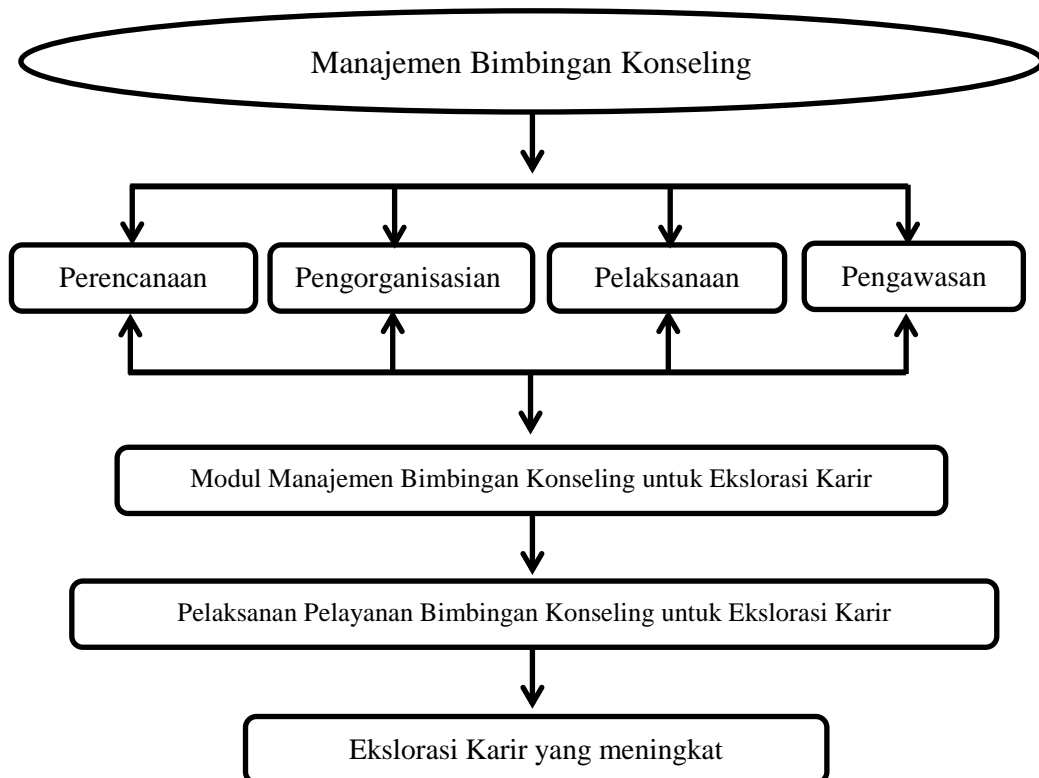 Manajemen Bimbingan Konseling
Perencanaan
Pengorganisasian
Pelaksanaan
Pengawasan
Modul Manajemen Bimbingan Konseling untuk Ekslorasi Karir
Pelaksanan Pelayanan Bimbingan Konseling untuk Ekslorasi Karir
Ekslorasi Karir yang meningkat